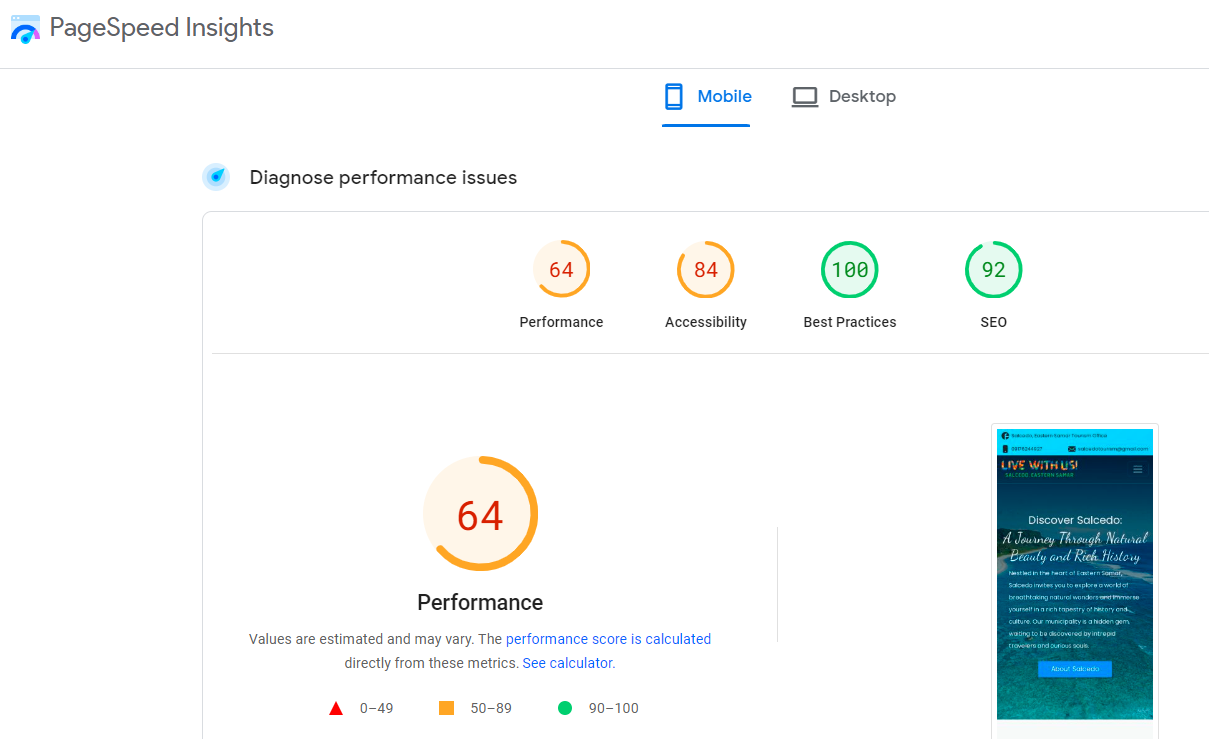 PageSpeed Insights
Mobile
Desktop
Diagnose performance issues
64
84
100
92
Performance
Accessibility
Best Practices
SEO
64
Performance
Values are estimated and may vary. The performance score is calculated
directly from these metrics. See calculator.
0–49
50–89
90–100
Salcedo, Eastern Samar Tourism Office
LIVE WITH US!
SALCEDO EASTERN SAMAR
Discover Salcedo:
A Journey Through Natural
Beauty and Rich History
Nestled in the heart of Eastern Samar,
Salcedo invites you to explore a world of
breathtaking natural wonders and immerse
yourself in a rich tapestry of history and
culture. Our municipality is a hidden gem,
waiting to be discovered by intrepid
travelers and curious souls.
About Salcedo